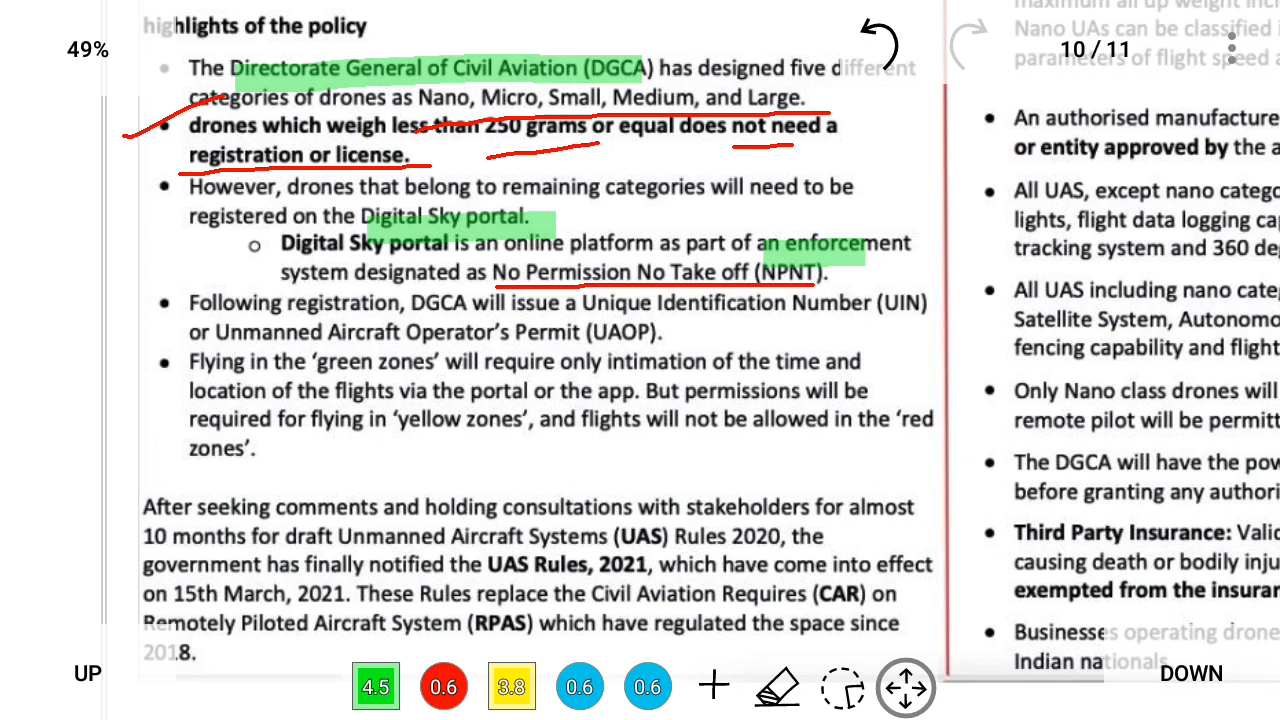 highlights of the policy
49%
10 / 11
• The Directorate General of Civil Aviation (DGCA) has designed five different
categories of drones as Nano, Micro, Small, Medium, and Large.
• drones which weigh less than 250 grams or equal does not need a
registration or license.
• However, drones that belong to remaining categories will need to be
registered on the Digital Sky portal.
o Digital Sky portal is an online platform as part of an enforcement
system designated as No Permission No Take off (NPNT).
• Following registration, DGCA will issue a Unique Identification Number (UIN)
or Unmanned Aircraft Operator's Permit (UAOP).
• Flying in the 'green zones' will require only intimation of the time and
location of the flights via the portal or the app. But permissions will be
required for flying in 'yellow zones', and flights will not be allowed in the 'red
zones'.
After seeking comments and holding consultations with stakeholders for almost
10 months for draft Unmanned Aircraft Systems (UAS) Rules 2020, the
government has finally notified the UAS Rules, 2021, which have come into effect
on 15th March, 2021. These Rules replace the Civil Aviation Requires (CAR) on
Remotely Piloted Aircraft System (RPAS) which have regulated the space since
2018.
maximum all up weight
Nano UAs can be classified
parameters of flight speed
• An authorised manufacture
or entity approved by the
• All UAS, except nano
lights, flight data logging
tracking system and 360
• All UAS including nano
Satellite System,
fencing capability and flight
• Only Nano class drones will
remote pilot will be
• The DGCA will have the
before granting any
• Third Party Insurance:
causing death or bodily
exempted from the
• Businesses operating drone
Indian nationals
UP
4.5 0.6 3.8 0.6 0.6
DOWN